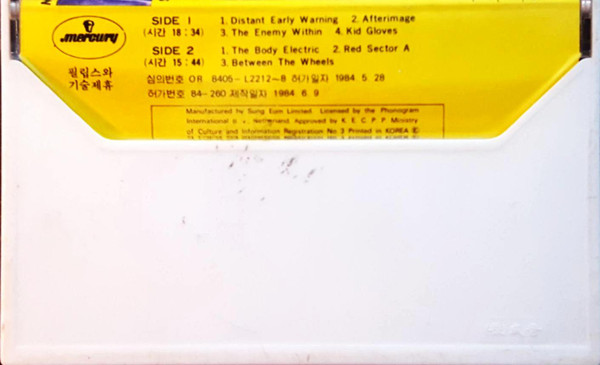 mercury
필립스와
기술제휴
SIDE 1 1. Distant Early Warning 2. Afterimage
(시간 18 : 34) 3. The Enemy Within 4. Kid Gloves
SIDE 2 1. The Body Electric 2. Red Sector A
(시간 15 : 44) 3. Between The Wheels
심의번호 OR 8405-L2212-8 허가일자 1984. 5. 28
허가번호 84-260 제작일자 1984. 6. 9
Manufactured by Sung Eum Limited. Licensed by the Phonogram
International b. v., Netherland. Approved by K. E. C. P. P. Ministry
of Culture and Information Registration No. 3 Printed in KOREA ©